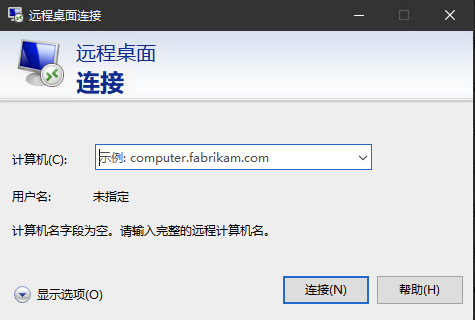 远程桌面连接
远程桌面
连接
计算机(C): 示例: computer.fabrikam.com
用户名: 未指定
计算机名字段为空。请输入完整的远程计算机名。
显示选项(O) 连接(N) 帮助(H)